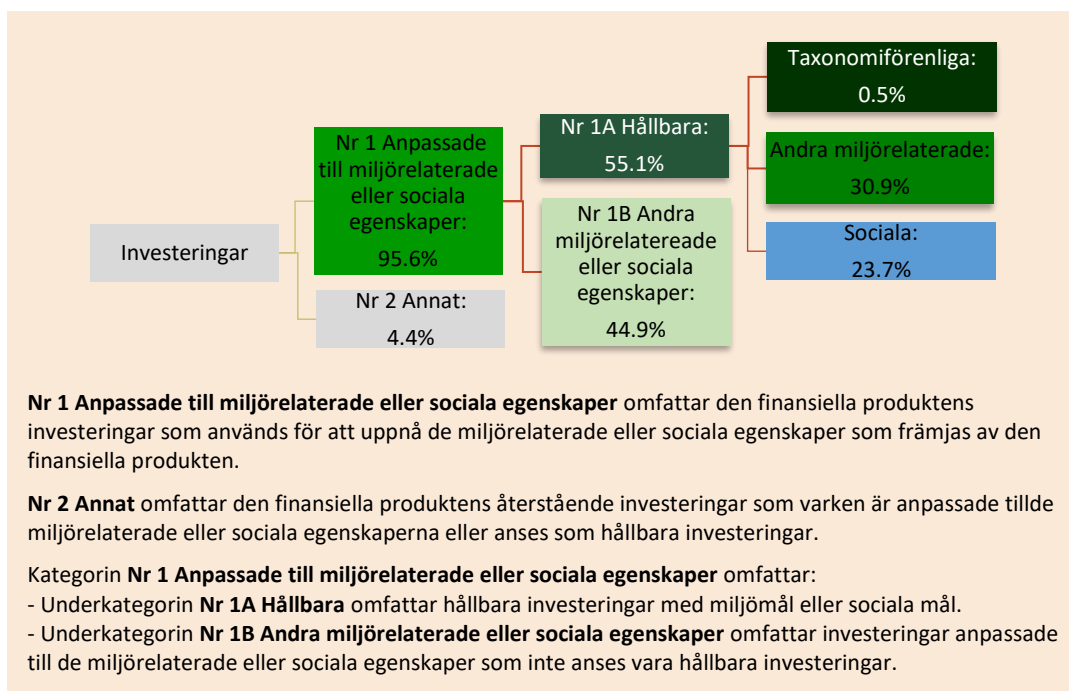 Investeringar
Nr 1 Anpassade
till miljörelaterade
eller sociala
egenskaper:
95.6%
Nr 2 Annat:
4.4%
Nr 1A Hållbara:
55.1%
Nr 1B Andra
miljörelatereade
eller sociala
egenskaper:
44.9%
Taxonomiförenliga:
0.5%
Andra miljörelaterade:
30.9%
Sociala:
23.7%
Nr 1 Anpassade till miljörelaterade eller sociala egenskaper omfattar den finansiella produktens
investeringar som används för att uppnå de miljörelaterade eller sociala egenskaper som främjas av den
finansiella produkten.
Nr 2 Annat omfattar den finansiella produktens återstående investeringar som varken är anpassade tillde
miljörelaterade eller sociala egenskaperna eller anses som hållbara investeringar.
Kategorin Nr 1 Anpassade till miljörelaterade eller sociala egenskaper omfattar:
- Underkategorin Nr 1A Hållbara omfattar hållbara investeringar med miljömål eller sociala mål.
- Underkategorin Nr 1B Andra miljörelaterade eller sociala egenskaper omfattar investeringar anpassade
till de miljörelaterade eller sociala egenskaper som inte anses vara hållbara investeringar.